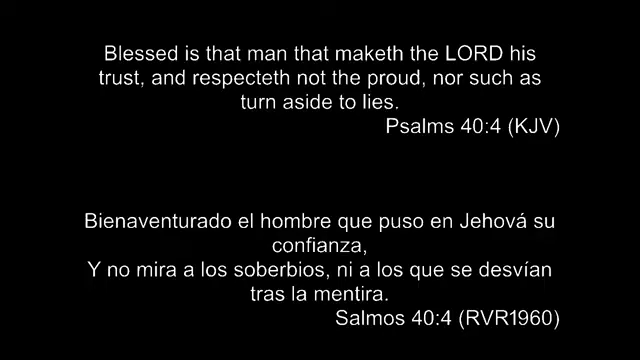 Blessed is that man that maketh the LORD his
trust, and respecteth not the proud, nor such as
turn aside to lies.
Psalms 40:4 (KJV)
Bienaventurado el hombre que puso en Jehová su
confianza,
Y no mira a los soberbios, ni a los que se desvían
tras la mentira.
Salmos 40:4 (RVR1960)